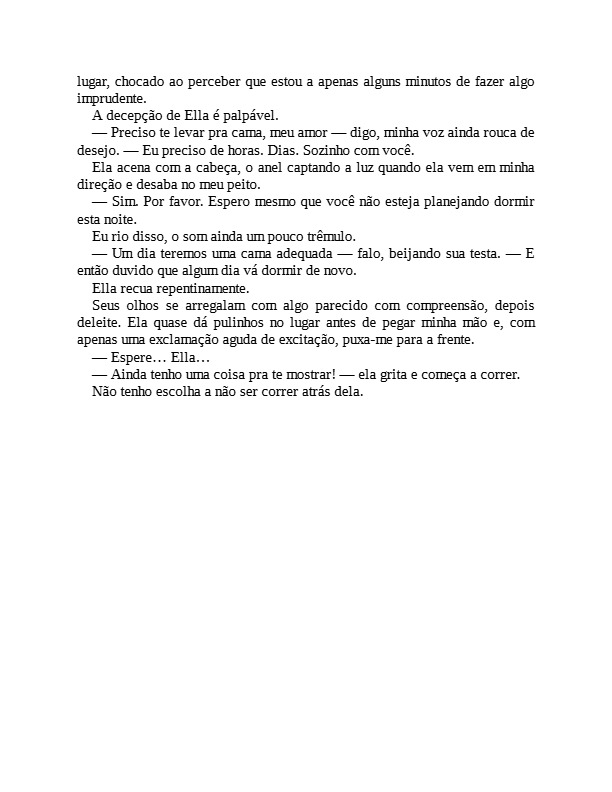 lugar, chocado ao perceber que estou a apenas alguns minutos de fazer algo
imprudente.
A decepção de Ella é palpável.
— Preciso te levar pra cama, meu amor — digo, minha voz ainda rouca de
desejo. — Eu preciso de horas. Dias. Sozinho com você.
Ela acena com a cabeça, o anel captando a luz quando ela vem em minha
direção e desaba no meu peito.
— Sim. Por favor. Espero mesmo que você não esteja planejando dormir
esta noite.
Eu rio disso, o som ainda um pouco trêmulo.
— Um dia teremos uma cama adequada — falo, beijando sua testa. — E
então duvido que algum dia vá dormir de novo.
Ella recua repentinamente.
Seus olhos se arregalam com algo parecido com compreensão, depois
deleite. Ela quase dá pulinhos no lugar antes de pegar minha mão e, com
apenas uma exclamação aguda de excitação, puxa-me para a frente.
— Espere… Ella…
— Ainda tenho uma coisa pra te mostrar! — ela grita e começa a correr.
Não tenho escolha a não ser correr atrás dela.